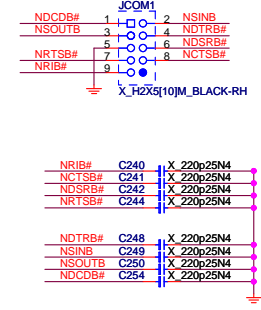 JCOM1
NDCDB# 1 2 NSINB
NSOUTB 3 4 NDTRB#
5 6 NDSRB#
NRTSB# 7 8 NCTSB#
NRIB# 9
X_H2X5[10]M_BLACK-RH
NRIB# C240 X_220p25N4
NCTSB# C241 X_220p25N4
NDSRB# C242 X_220p25N4
NRTSB# C244 X_220p25N4
NDTRB# C248 X_220p25N4
NSINB C249 X_220p25N4
NSOUTB C250 X_220p25N4
NDCDB# C254 X_220p25N4